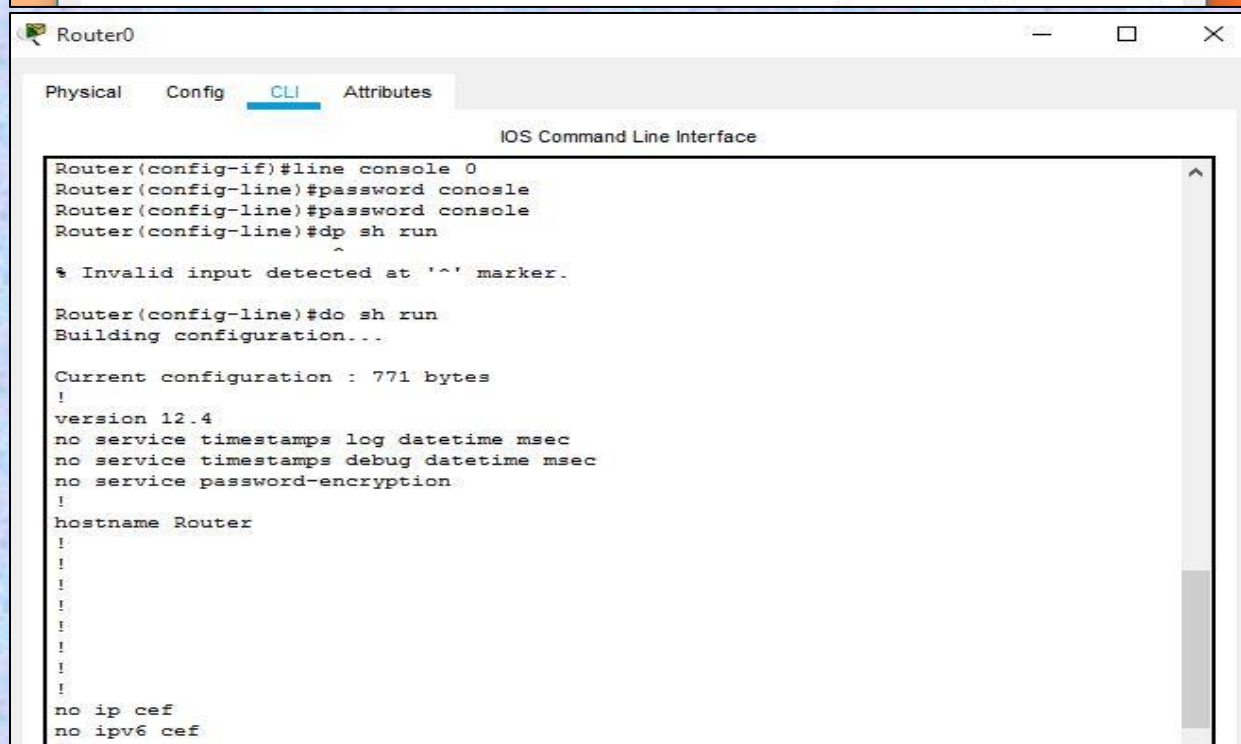 Router0
Physical Config CLI Attributes
IOS Command Line Interface
Router(config-if)#line console 0
Router(config-line)#password conosle
Router(config-line)#password console
Router(config-line)#dp sh run
^
% Invalid input detected at '^' marker.
Router(config-line)#do sh run
Building configuration...
Current configuration : 771 bytes
!
version 12.4
no service timestamps log datetime msec
no service timestamps debug datetime msec
no service password-encryption
!
hostname Router
!
!
!
!
!
!
!
!
no ip cef
no ipv6 cef